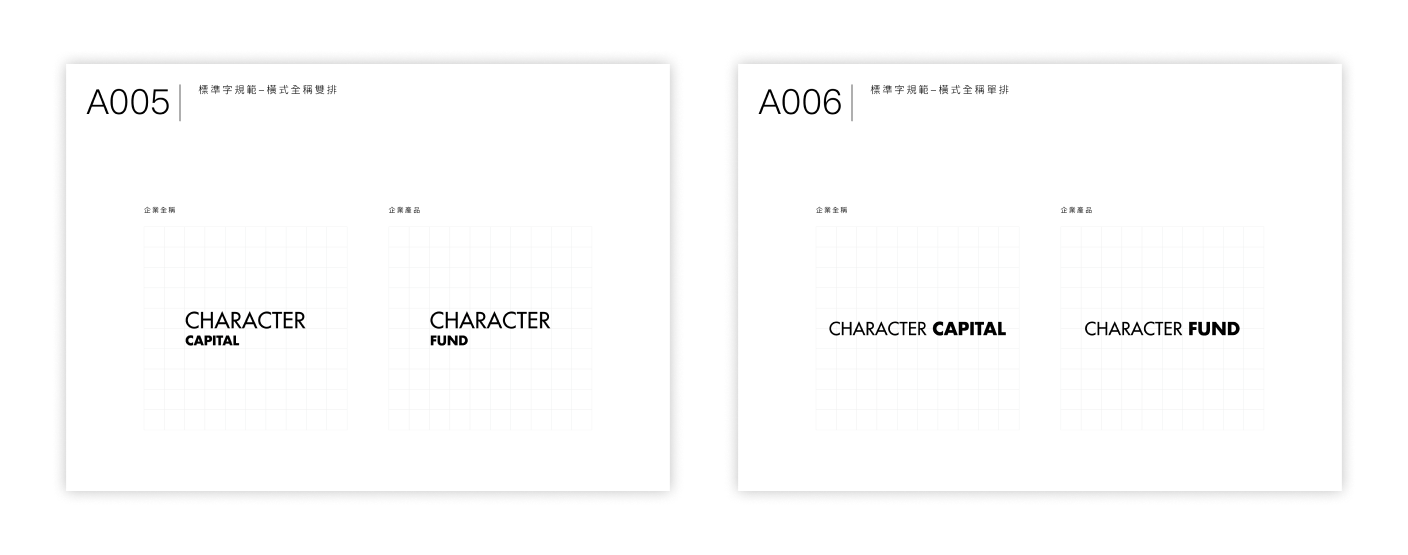 A005
標準字規範–橫式全稱雙排
企業全稱
企業產品
CHARACTER
CAPITAL
CHARACTER
FUND
A006
標準字規範–橫式全稱單排
企業全稱
企業產品
CHARACTER CAPITAL
CHARACTER FUND